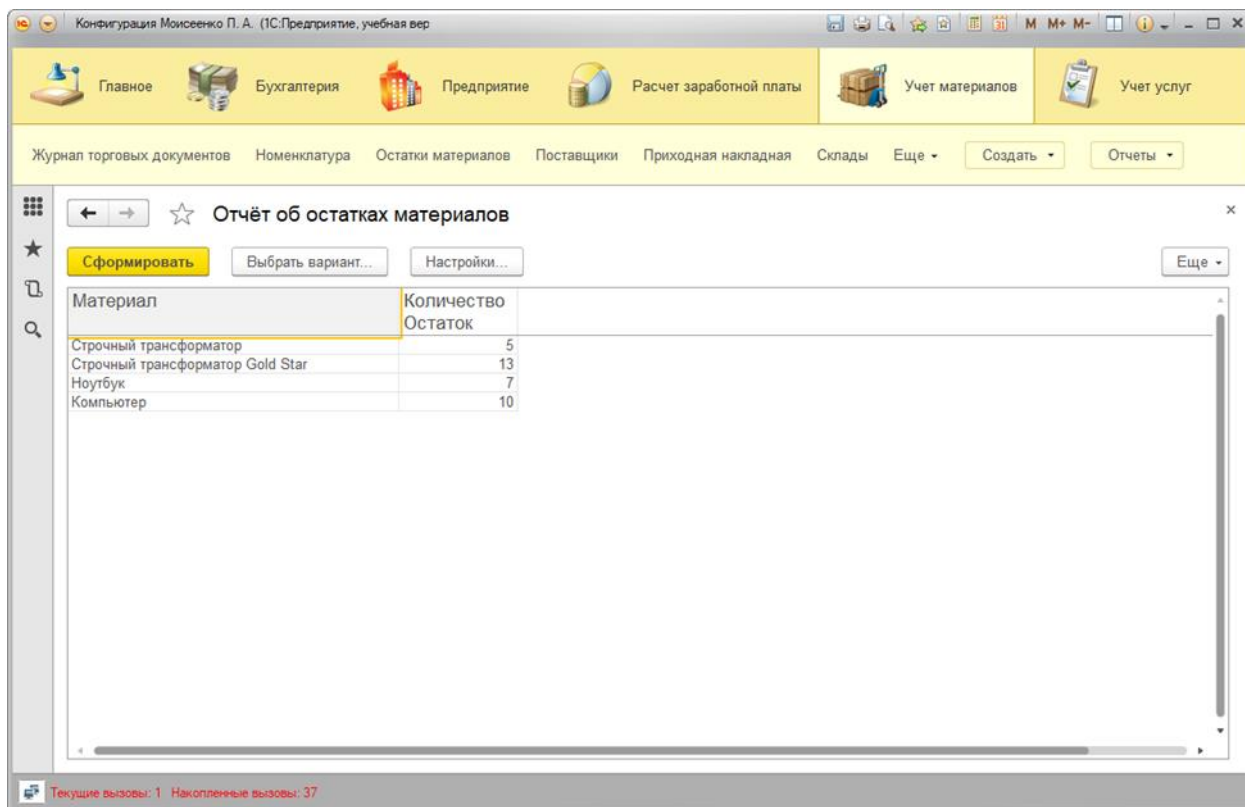 Конфигурация Моисеенко П. А. (1С:Предприятие, учебная вер
M M+ M-
Главное Бухгалтерия Предприятие Расчет заработной платы Учет материалов Учет услуг
Журнал торговых документов Номенклатура Остатки материалов Поставщики Приходная накладная Склады Еще Создать Отчеты
Отчёт об остатках материалов
Сформировать Выбрать вариант... Настройки... Еще
Материал Количество
Остаток
Строчный трансформатор 5
Строчный трансформатор Gold Star 13
Ноутбук 7
Компьютер 10
Текущие вызовы: 1 Накопленные вызовы: 37